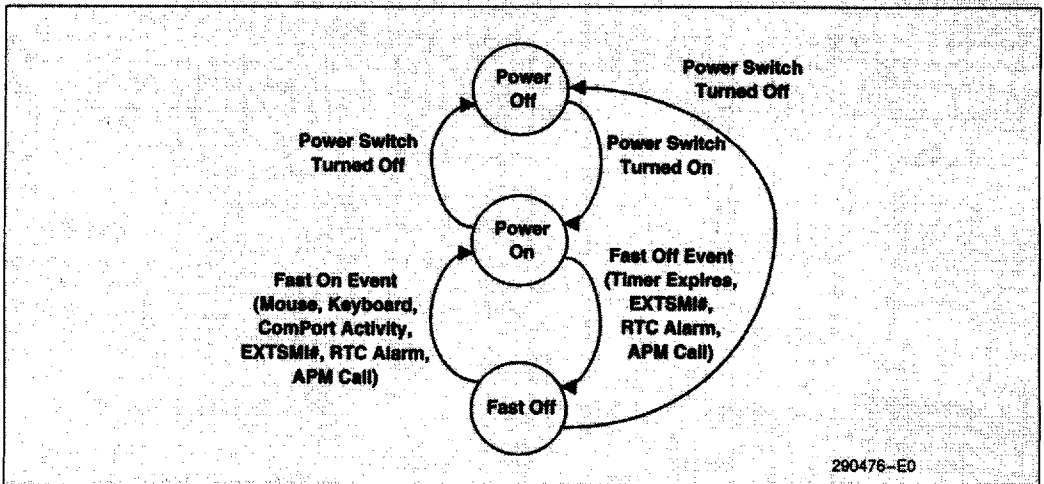 Power
Off
Power Switch
Turned Off
Power Switch
Turned Off
Power Switch
Turned On
Power
On
Fast On Event
(Mouse, Keyboard,
ComPort Activity,
EXTSMI#, RTC Alarm,
APM Call)
Fast Off Event
(Timer Expires,
EXTSMI#,
RTC Alarm,
APM Call)
Fast Off
290476-E0